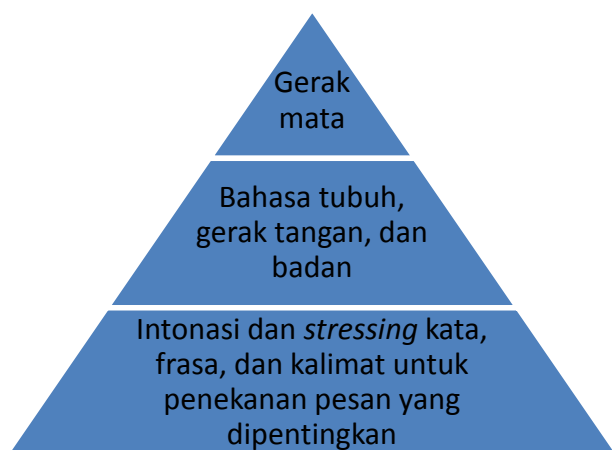 Gerak
mata
Bahasa tubuh,
gerak tangan, dan
badan
Intonasi dan stressing kata,
frasa, dan kalimat untuk
penekanan pesan yang
dipentingkan